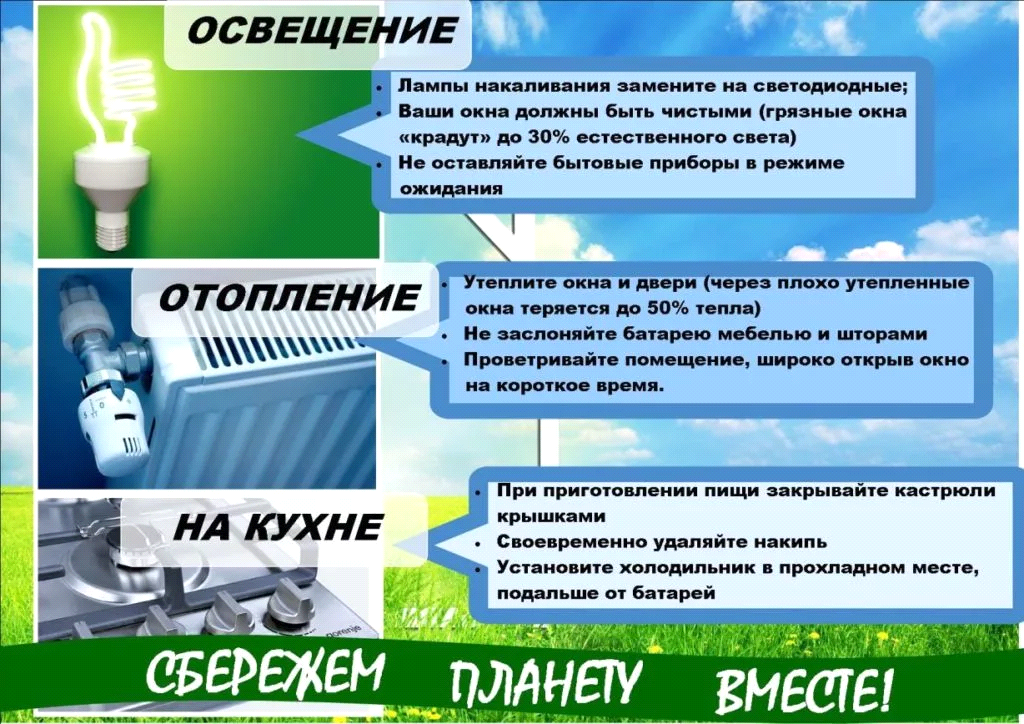 ОСВЕЩЕНИЕ
• Лампы накаливания замените на светодиодные;
• Ваши окна должны быть чистыми (грязные окна
«крадут» до 30% естественного света)
• Не оставляйте бытовые приборы в режиме
ожидания
ОТОПЛЕНИЕ
• Утеплите окна и двери (через плохо утепленные
окна теряется до 50% тепла)
• Не заслоняйте батарею мебелью и шторами
• Проветривайте помещение, широко открыв окно
на короткое время.
5 0
НА КУХНЕ
• При приготовлении пищи закрывайте кастрюли
крышками
• Своевременно удаляйте накипь
• Установите холодильник в прохладном месте,
подальше от батарей
gorenje
СБЕРЕЖЕМ ПЛАНЕТУ ВМЕСТЕ!